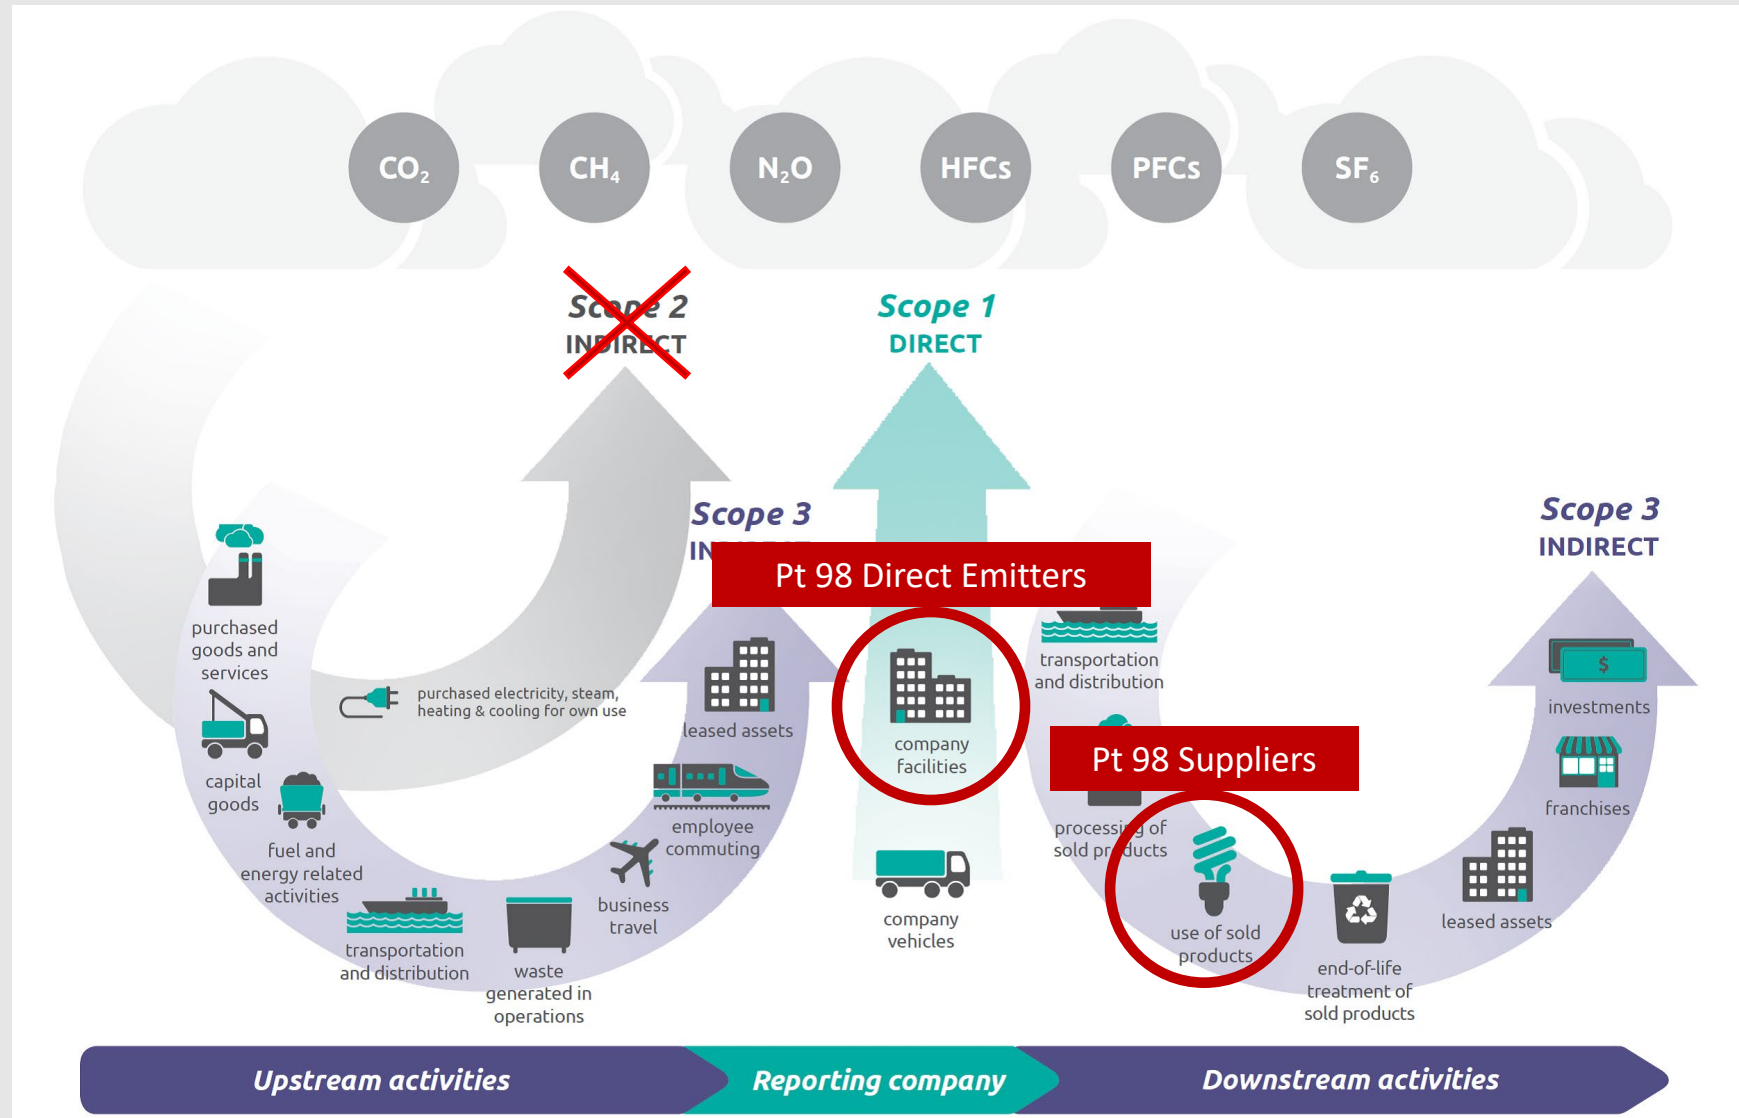 CO₂
CH₄
N₂O
HFCs
PFCs
SF₆
Scope 2
INDIRECT
Scope 1
DIRECT
Scope 3
Scope 3
INDIRECT
Pt 98 Direct Emitters
purchased
goods and
services
capital
goods
fuel and
energy related
activities
transportation
and distribution
waste
generated in
operations
business
travel
employee
commuting
leased assets
purchased electricity, steam,
heating & cooling for own use
company
facilities
company
vehicles
transportation
and distribution
Pt 98 Suppliers
processing of
sold products
use of sold
products
end-of-life
treatment of
sold products
leased assets
franchises
investments
$
Upstream activities
Reporting company
Downstream activities